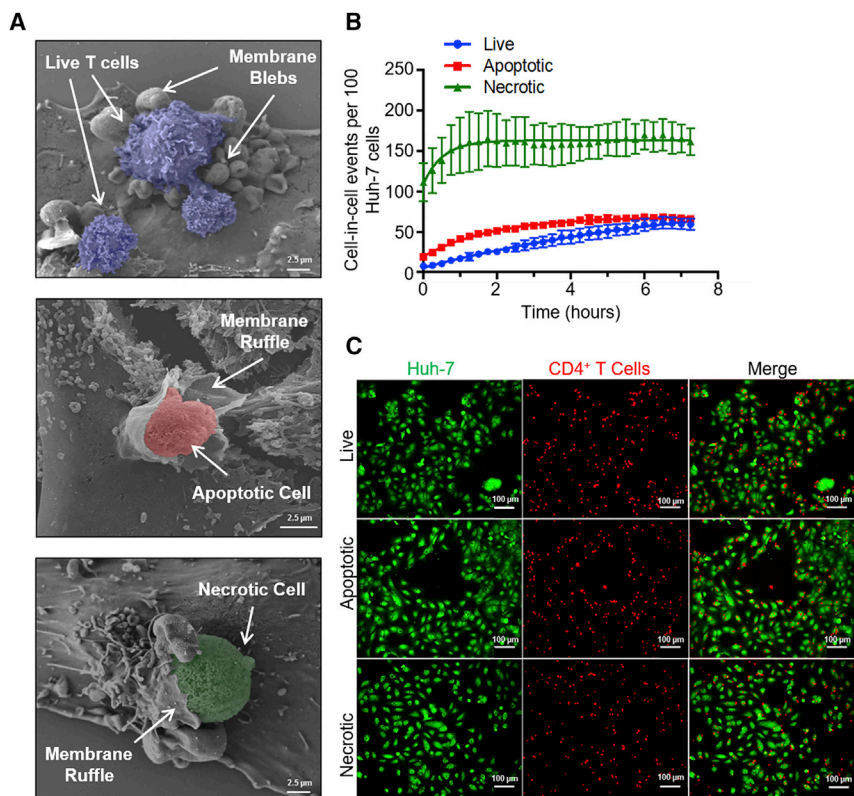 A
Live T cells
Membrane
Blebs
2.5 µm
Membrane
Ruffle
Apoptotic Cell
2.5 µm
Necrotic Cell
Membrane
Ruffle
2.5 µm
B
Live
Apoptotic
Necrotic
Cell-in-cell events per 100
Huh-7 cells
250
200
150
100
50
0
0 2 4 6 8
Time (hours)
C
Huh-7 CD4⁺ T Cells Merge
Live
100 µm 100 µm 100 µm
Apoptotic
100 µm 100 µm 100 µm
Necrotic
100 µm 100 µm 100 µm